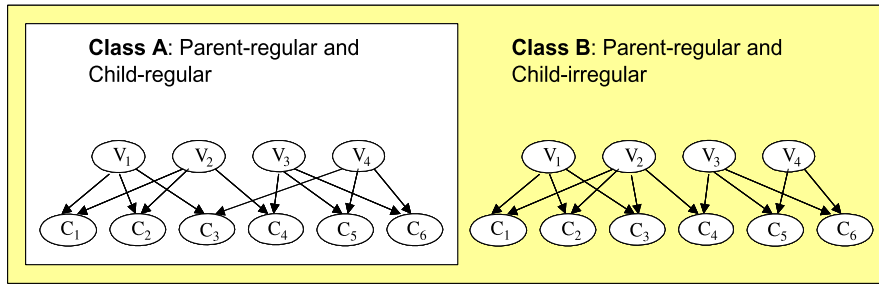 Class A: Parent-regular and
Child-regular
V1 V2 V3 V4
C1 C2 C3 C4 C5 C6
Class B: Parent-regular and
Child-irregular
V1 V2 V3 V4
C1 C2 C3 C4 C5 C6